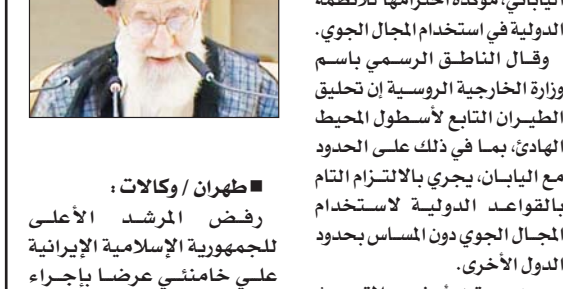 الياباني، مؤكدة احترامها للأنظمة
الدولية في استخدام المجال الجوي.
وقال الناطق الرسمي باسم
وزارة الخارجية الروسية إن تحليق
الطيران التابع لأسطول المحيط
الهادئ، بما في ذلك على الحدود
مع اليابان، يجري بالالتزام التام
بالقواعد الدولية لاستخدام
المجال الجوي دون المساس بحدود
الدول الأخرى.
■ طهران / وكالات :
رفض المرشد الأعلى
للجمهورية الإسلامية الإيرانية
علي خامنئي عرضا بإجراء